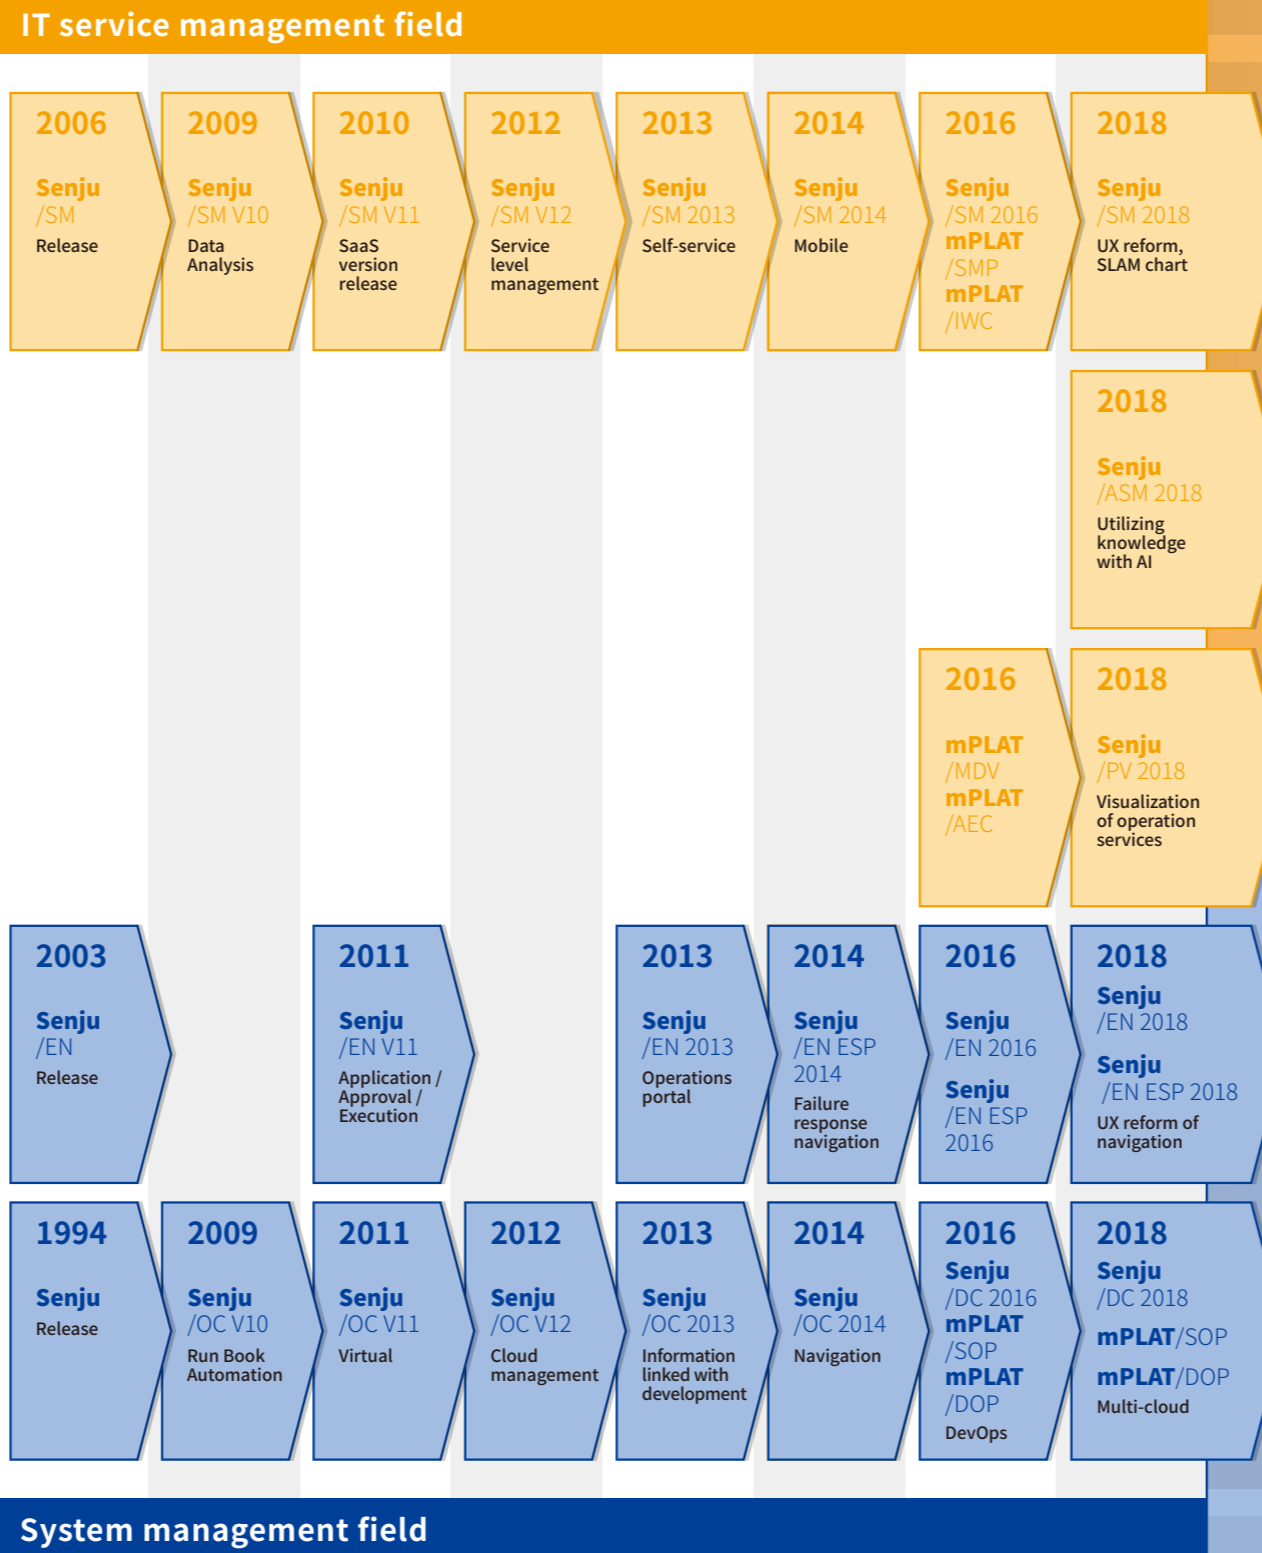 IT service management field
2006
Senju
/SM
Release
2009
Senju
/SM V10
Data
Analysis
2010
Senju
/SM V11
SaaS
version
release
2012
Senju
/SM V12
Service
level
management
2013
Senju
/SM 2013
Self-service
2014
Senju
/SM 2014
Mobile
2016
Senju
/SM 2016
mPLAT
/SMP
mPLAT
/IWC
2018
Senju
/SM 2018
UX reform,
SLAM chart
2018
Senju
/ASM 2018
Utilizing
knowledge
with AI
2016
mPLAT
/MDV
mPLAT
/AEC
2018
Senju
/PV 2018
Visualization
of operation
services
2003
Senju
/EN
Release
2011
Senju
/EN V11
Application /
Approval /
Execution
2013
Senju
/EN 2013
Operations
portal
2014
Senju
/EN ESP
2014
Failure
response
navigation
2016
Senju
/EN 2016
Senju
/EN ESP
2016
2018
Senju
/EN 2018
Senju
/EN ESP 2018
UX reform of
navigation
1994
Senju
Release
2009
Senju
/OC V10
Run Book
Automation
2011
Senju
/OC V11
Virtual
2012
Senju
/OC V12
Cloud
management
2013
Senju
/OC 2013
Information
linked with
development
2014
Senju
/OC 2014
Navigation
2016
Senju
/DC 2016
mPLAT
/SOP
mPLAT
/DOP
DevOps
2018
Senju
/DC 2018
mPLAT/SOP
mPLAT/DOP
Multi-cloud
System management field